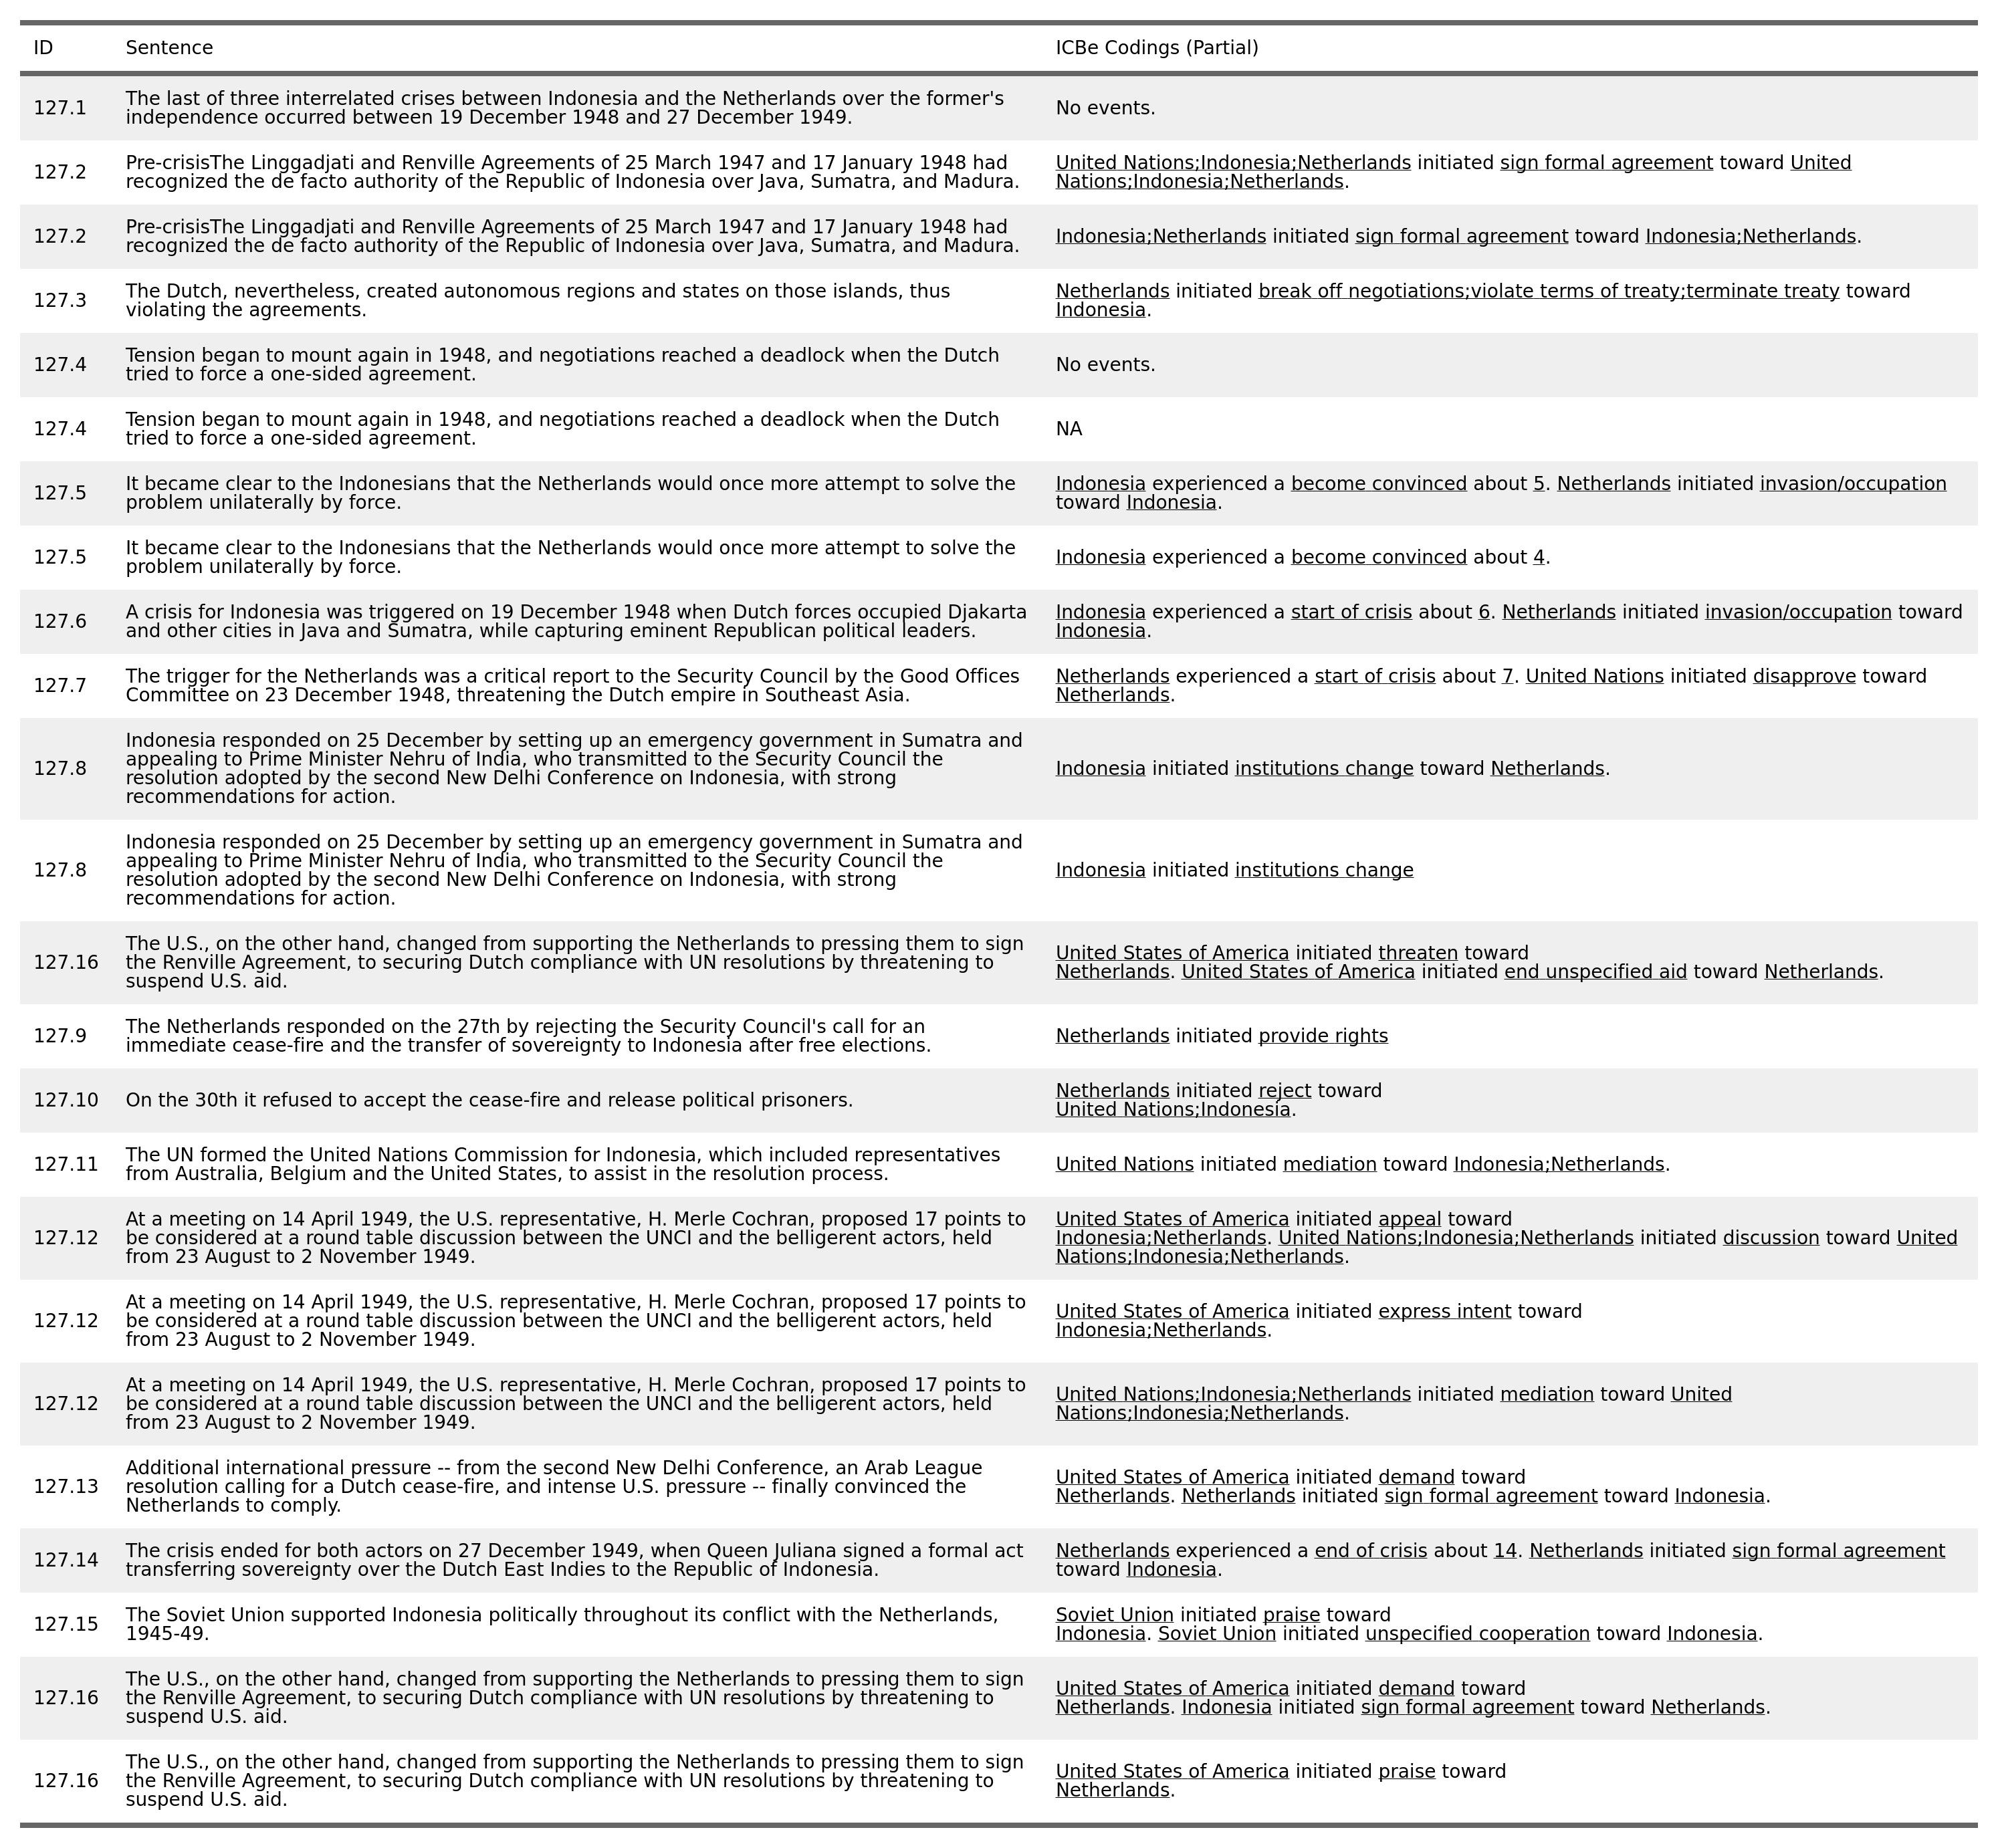 ID Sentence ICBe Codings (Partial)
127.1 The last of three interrelated crises between Indonesia and the Netherlands over the former's
independence occurred between 19 December 1948 and 27 December 1949.
No events.
127.2 Pre-crisisThe Linggadjati and Renville Agreements of 25 March 1947 and 17 January 1948 had
recognized the de facto authority of the Republic of Indonesia over Java, Sumatra, and Madura.
United Nations;Indonesia;Netherlands initiated sign formal agreement toward United
Nations;Indonesia;Netherlands.
127.2 Pre-crisisThe Linggadjati and Renville Agreements of 25 March 1947 and 17 January 1948 had
recognized the de facto authority of the Republic of Indonesia over Java, Sumatra, and Madura.
Indonesia;Netherlands initiated sign formal agreement toward Indonesia;Netherlands.
127.3 The Dutch, nevertheless, created autonomous regions and states on those islands, thus
violating the agreements.
Netherlands initiated break off negotiations;violate terms of treaty;terminate treaty toward
Indonesia.
127.4 Tension began to mount again in 1948, and negotiations reached a deadlock when the Dutch
tried to force a one-sided agreement.
No events.
127.4 Tension began to mount again in 1948, and negotiations reached a deadlock when the Dutch
tried to force a one-sided agreement.
NA
127.5 It became clear to the Indonesians that the Netherlands would once more attempt to solve the
problem unilaterally by force.
Indonesia experienced a become convinced about 5. Netherlands initiated invasion/occupation
toward Indonesia.
127.5 It became clear to the Indonesians that the Netherlands would once more attempt to solve the
problem unilaterally by force.
Indonesia experienced a become convinced about 4.
127.6 A crisis for Indonesia was triggered on 19 December 1948 when Dutch forces occupied Djakarta
and other cities in Java and Sumatra, while capturing eminent Republican political leaders.
Indonesia experienced a start of crisis about 6. Netherlands initiated invasion/occupation toward
Indonesia.
127.7 The trigger for the Netherlands was a critical report to the Security Council by the Good Offices
Committee on 23 December 1948, threatening the Dutch empire in Southeast Asia.
Netherlands experienced a start of crisis about 7. United Nations initiated disapprove toward
Netherlands.
127.8 Indonesia responded on 25 December by setting up an emergency government in Sumatra and
appealing to Prime Minister Nehru of India, who transmitted to the Security Council the
resolution adopted by the second New Delhi Conference on Indonesia, with strong
recommendations for action.
Indonesia initiated institutions change toward Netherlands.
127.8 Indonesia responded on 25 December by setting up an emergency government in Sumatra and
appealing to Prime Minister Nehru of India, who transmitted to the Security Council the
resolution adopted by the second New Delhi Conference on Indonesia, with strong
recommendations for action.
Indonesia initiated institutions change
127.16 The U.S., on the other hand, changed from supporting the Netherlands to pressing them to sign
the Renville Agreement, to securing Dutch compliance with UN resolutions by threatening to
suspend U.S. aid.
United States of America initiated threaten toward
Netherlands. United States of America initiated end unspecified aid toward Netherlands.
127.9 The Netherlands responded on the 27th by rejecting the Security Council's call for an
immediate cease-fire and the transfer of sovereignty to Indonesia after free elections.
Netherlands initiated provide rights
127.10 On the 30th it refused to accept the cease-fire and release political prisoners.
Netherlands initiated reject toward
United Nations;Indonesia.
127.11 The UN formed the United Nations Commission for Indonesia, which included representatives
from Australia, Belgium and the United States, to assist in the resolution process.
United Nations initiated mediation toward Indonesia;Netherlands.
127.12 At a meeting on 14 April 1949, the U.S. representative, H. Merle Cochran, proposed 17 points to
be considered at a round table discussion between the UNCI and the belligerent actors, held
from 23 August to 2 November 1949.
United States of America initiated appeal toward
Indonesia;Netherlands. United Nations;Indonesia;Netherlands initiated discussion toward United
Nations;Indonesia;Netherlands.
127.12 At a meeting on 14 April 1949, the U.S. representative, H. Merle Cochran, proposed 17 points to
be considered at a round table discussion between the UNCI and the belligerent actors, held
from 23 August to 2 November 1949.
United States of America initiated express intent toward
Indonesia;Netherlands.
127.12 At a meeting on 14 April 1949, the U.S. representative, H. Merle Cochran, proposed 17 points to
be considered at a round table discussion between the UNCI and the belligerent actors, held
from 23 August to 2 November 1949.
United Nations;Indonesia;Netherlands initiated mediation toward United
Nations;Indonesia;Netherlands.
127.13 Additional international pressure -- from the second New Delhi Conference, an Arab League
resolution calling for a Dutch cease-fire, and intense U.S. pressure -- finally convinced the
Netherlands to comply.
United States of America initiated demand toward
Netherlands. Netherlands initiated sign formal agreement toward Indonesia.
127.14 The crisis ended for both actors on 27 December 1949, when Queen Juliana signed a formal act
transferring sovereignty over the Dutch East Indies to the Republic of Indonesia.
Netherlands experienced a end of crisis about 14. Netherlands initiated sign formal agreement
toward Indonesia.
127.15 The Soviet Union supported Indonesia politically throughout its conflict with the Netherlands,
1945-49.
Soviet Union initiated praise toward
Indonesia. Soviet Union initiated unspecified cooperation toward Indonesia.
127.16 The U.S., on the other hand, changed from supporting the Netherlands to pressing them to sign
the Renville Agreement, to securing Dutch compliance with UN resolutions by threatening to
suspend U.S. aid.
United States of America initiated demand toward
Netherlands. Indonesia initiated sign formal agreement toward Netherlands.
127.16 The U.S., on the other hand, changed from supporting the Netherlands to pressing them to sign
the Renville Agreement, to securing Dutch compliance with UN resolutions by threatening to
suspend U.S. aid.
United States of America initiated praise toward
Netherlands.